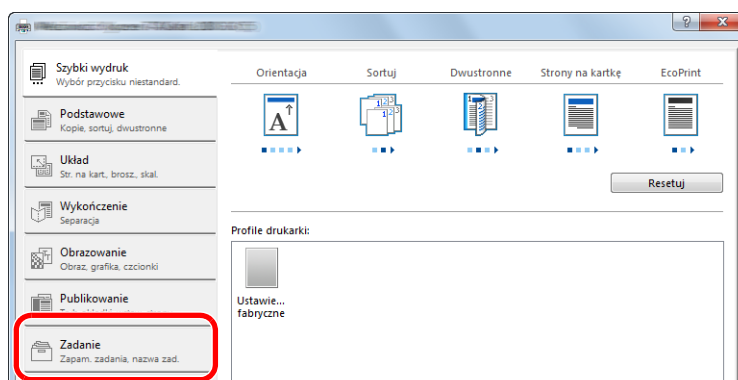 Szybki wydruk
Wybór przycisku niestandard.
Podstawowe
Kopie, sortuj, dwustronne
Układ
Str. na kart., brosz., skal.
Wykończenie
Separacja
Obrazowanie
Obraz, grafika, czcionki
Publikowanie
Zadanie
Zapam. zadania, nazwa zad.
Orientacja Sortuj Dwustronne Strony na kartkę EcoPrint
Resetuj
Profile drukarki:
Ustawie...
fabryczne